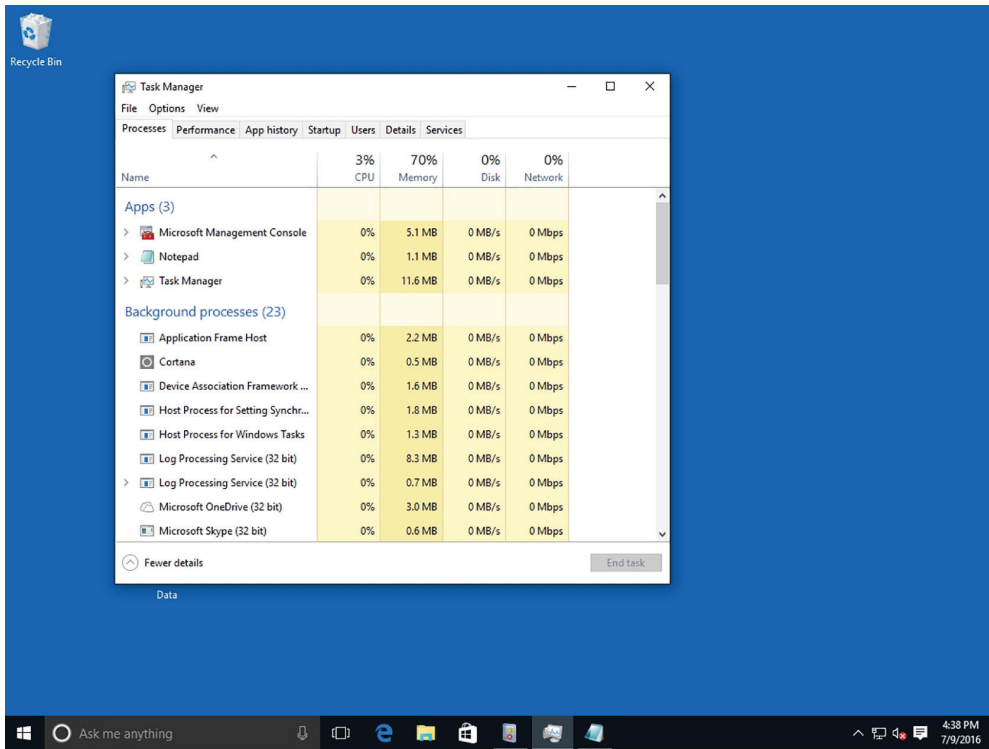 Recycle Bin
Task Manager
File Options View
Processes Performance App history Startup Users Details Services
3% 70% 0% 0%
Name CPU Memory Disk Network
Apps (3)
Microsoft Management Console 0% 5.1 MB 0 MB/s 0 Mbps
Notepad 0% 1.1 MB 0 MB/s 0 Mbps
Task Manager 0% 11.6 MB 0 MB/s 0 Mbps
Background processes (23)
Application Frame Host 0% 2.2 MB 0 MB/s 0 Mbps
Cortana 0% 0.5 MB 0 MB/s 0 Mbps
Device Association Framework ... 0% 1.6 MB 0 MB/s 0 Mbps
Host Process for Setting Synchr... 0% 1.8 MB 0 MB/s 0 Mbps
Host Process for Windows Tasks 0% 1.3 MB 0 MB/s 0 Mbps
Log Processing Service (32 bit) 0% 8.3 MB 0 MB/s 0 Mbps
Log Processing Service (32 bit) 0% 0.7 MB 0 MB/s 0 Mbps
Microsoft OneDrive (32 bit) 0% 3.0 MB 0 MB/s 0 Mbps
Microsoft Skype (32 bit) 0% 0.6 MB 0 MB/s 0 Mbps
Fewer details End task
Data
Ask me anything
4:38 PM
7/9/2016